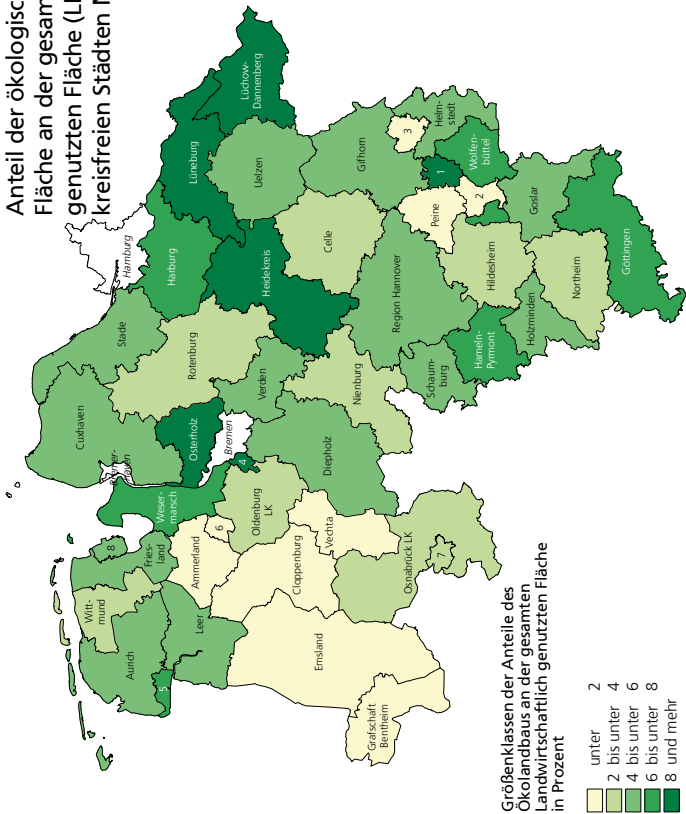 Anteil der ökologisc
Fläche an der gesam
genutzten Fläche (L
kreisfreien Städten
Hamburg
Bremer-
haven
Bremen
Cuxhaven
Stade
Harburg
Lüneburg
Lüchow-
Dannenberg
Uelzen
Heidekreis
Rotenburg
Osterholz
Verden
Celle
Gifhorn
Helm-
stedt
Wolfen-
büttel
Peine
1
2
3
Region Hannover
Hildesheim
Goslar
Göttingen
Northeim
Holzminden
Hameln-
Pyrmont
Schaum-
burg
Nienburg
Diepholz
4
Weser-
marsch
8
Fries-
land
Witt-
mund
Aurich
5
Leer
Ammerland
6
Oldenburg
LK
Cloppenburg
Vechta
Emsland
Grafschaft
Bentheim
Osnabrück LK
7
Größenklassen der Anteile des
Ökolandbaus an der gesamten
Landwirtschaftlich genutzten Fläche
in Prozent
unter 2
2 bis unter 4
4 bis unter 6
6 bis unter 8
8 und mehr